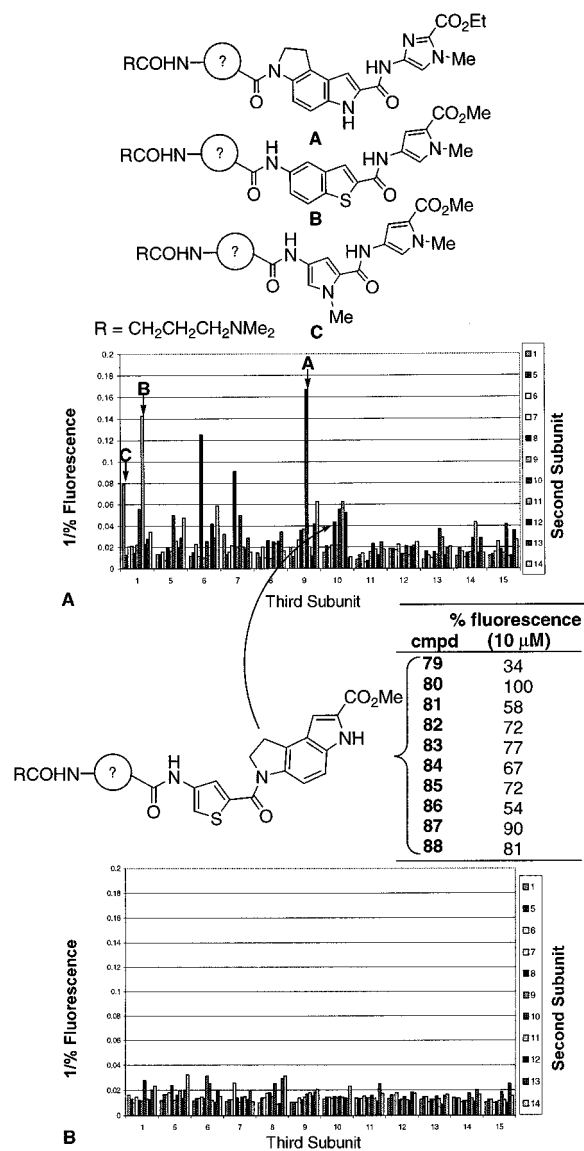 CO₂Et
RCOHN
?
N
O
N
H
HN
O
N
N
Me
A
CO₂Me
RCOHN
?
O
H
N
S
O
HN
N
Me
B
CO₂Me
RCOHN
?
O
H
N
N
Me
O
HN
N
Me
C
R = CH₂CH₂CH₂NMe₂
0.2
0.18
0.16
0.14
0.12
0.1
0.08
0.06
0.04
0.02
0
1/% Fluorescence
C
B
A
1 5 6 7 8 9 10 11 12 13 14 15
Third Subunit
Second Subunit
1
5
6
7
8
9
10
11
12
13
14
A
% fluorescence
cmpd (10 μM)
79 34
80 100
81 58
82 72
83 77
84 67
85 72
86 54
87 90
88 81
CO₂Me
NH
N
O
S
H
N
O
?
RCOHN
0.2
0.18
0.16
0.14
0.12
0.1
0.08
0.06
0.04
0.02
0
1/% Fluorescence
1 5 6 7 8 9 10 11 12 13 14 15
Third Subunit
Second Subunit
1
5
6
7
8
9
10
11
12
13
14
B